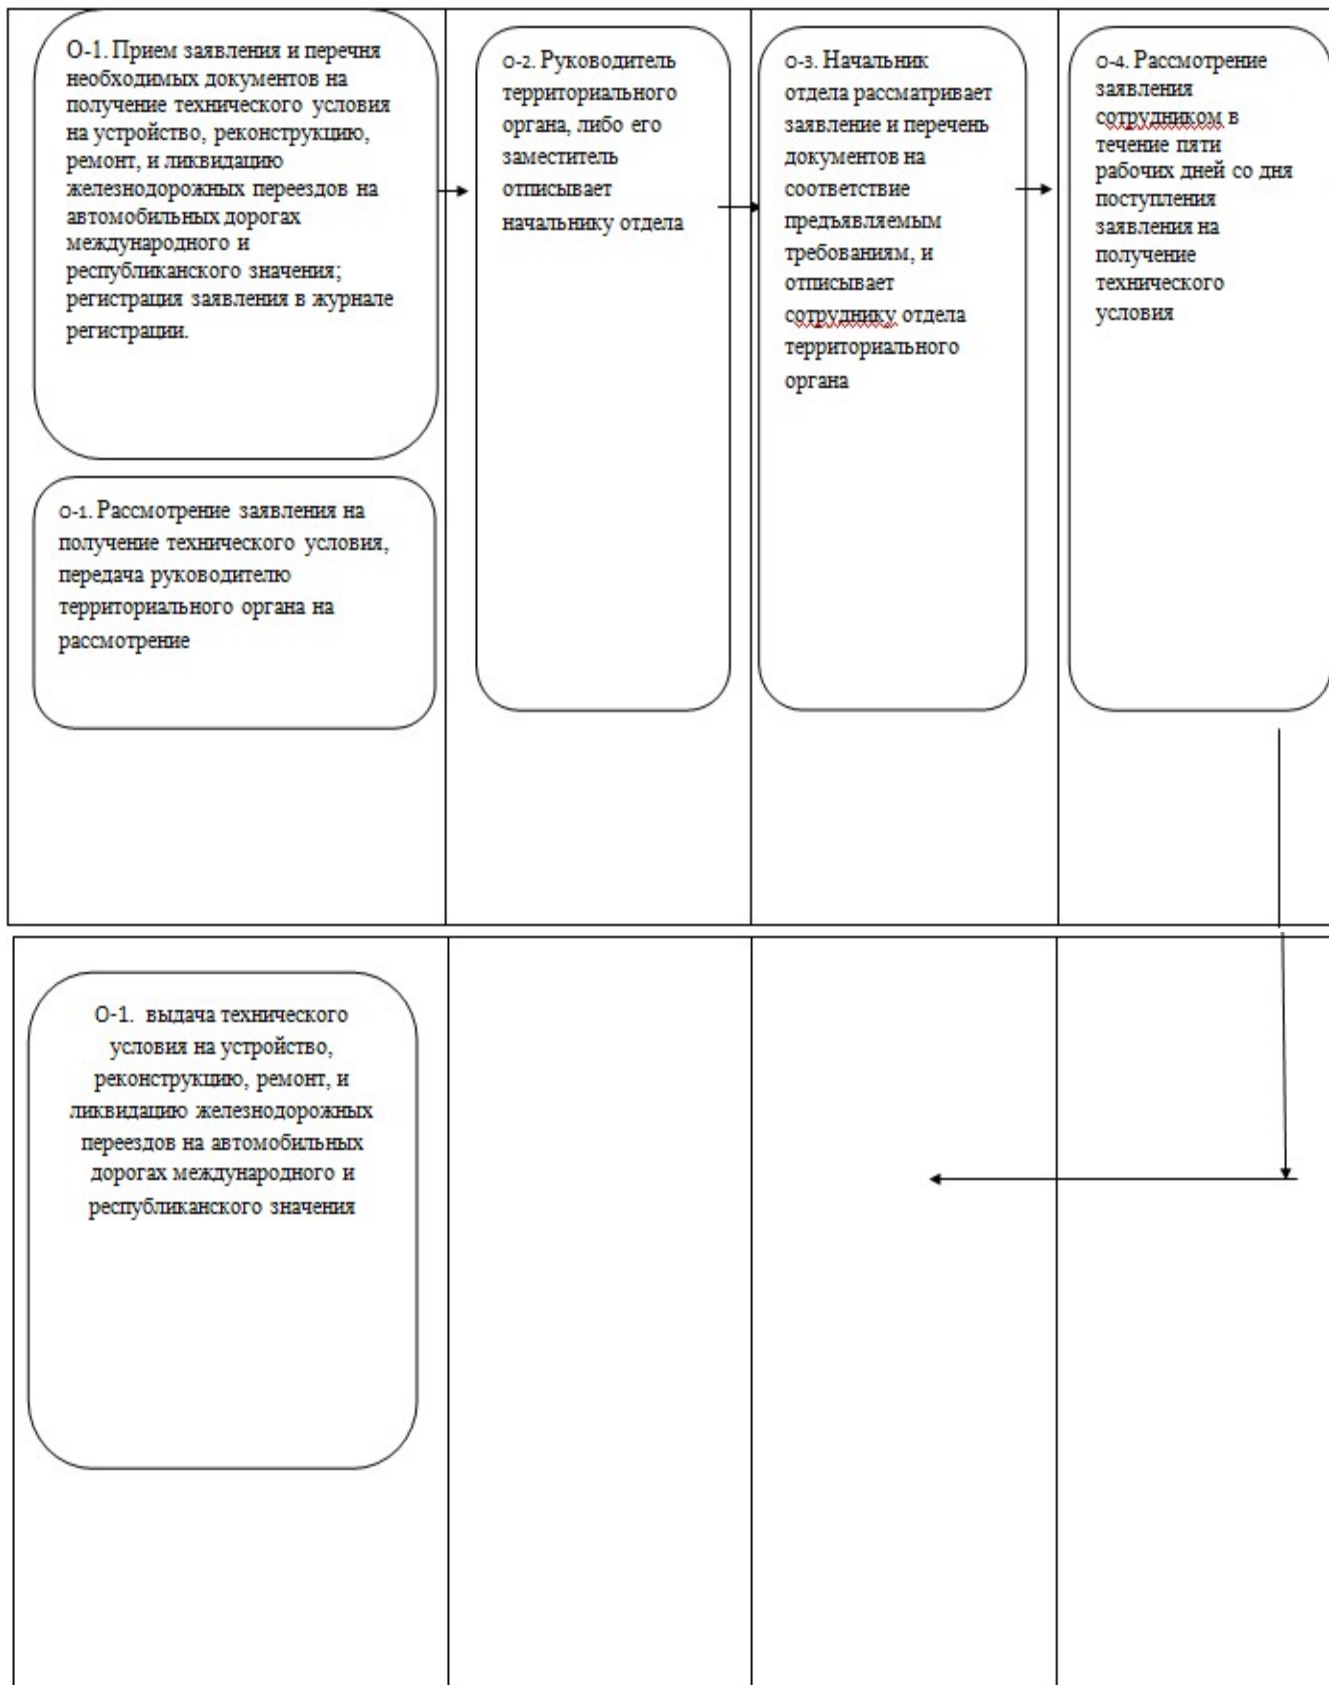 О-1. Прием заявления и перечня
необходимых документов на
получение технического условия
на устройство, реконструкцию,
ремонт, и ликвидацию
железнодорожных переездов на
автомобильных дорогах
международного и
республиканского значения;
регистрация заявления в журнале
регистрации.
О-1. Рассмотрение заявления на
получение технического условия,
передача руководителю
территориального органа на
рассмотрение
О-2. Руководитель
территориального
органа, либо его
заместитель
отписывает
начальнику отдела
О-3. Начальник
отдела рассматривает
заявление и перечень
документов на
соответствие
предъявляемым
требованиям, и
отписывает
сотруднику отдела
территориального
органа
О-4. Рассмотрение
заявления
сотрудником в
течение пяти
рабочих дней со дня
поступления
заявления на
получение
технического
условия
О-1. выдача технического
условия на устройство,
реконструкцию, ремонт, и
ликвидацию железнодорожных
переездов на автомобильных
дорогах международного и
республиканского значения